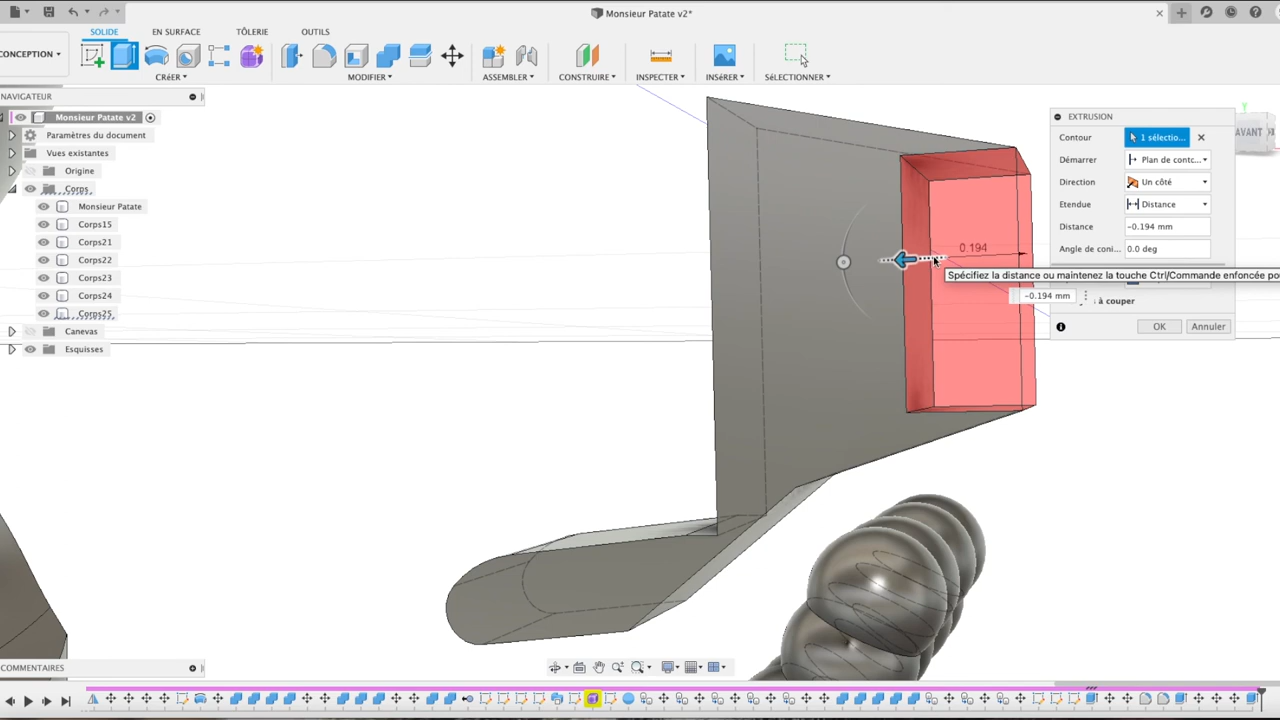 Monsieur Patate v2*
SOLIDE
EN SURFACE
TÔLERIE
OUTILS
CONCEPTION
CRéER
MODIFIER
ASSEMBLER
CONSTRUIRE
INSPECTER
INSÉRER
SéLECTIONNER
NAVIGATEUR
Monsieur Patate v2
Paramètres du document
Vues existantes
Origine
Corps
Monsieur Patate
Corps15
Corps21
Corps22
Corps23
Corps24
Corps25
Canevas
Esquisses
AVANT
EXTRUSION
Contour 1 sélectio...
Démarrer Plan de contc...
Direction Un côté
Etendue Distance
Distance -0.194 mm
Angle de coni... 0.0 deg
à couper
OK
Annuler
0.194
Spécifiez la distance ou maintenez la touche Ctrl/Commande enfoncée po
-0.194 mm
COMMENTAIRES